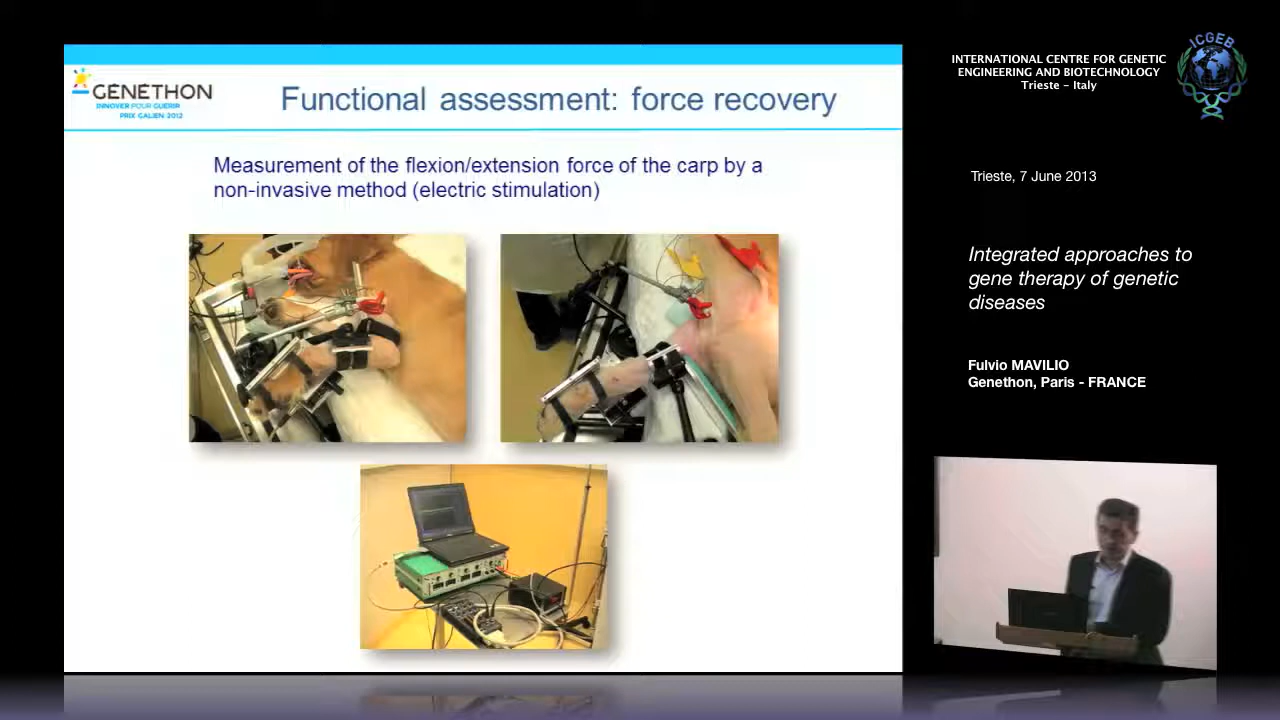 GENETHON
INNOVER POUR GUÉRIR
PRIX GALIEN 2012
Functional assessment: force recovery
Measurement of the flexion/extension force of the carp by a
non-invasive method (electric stimulation)
INTERNATIONAL CENTRE FOR GENETIC
ENGINEERING AND BIOTECHNOLOGY
Trieste - Italy
ICGEB
Trieste, 7 June 2013
Integrated approaches to
gene therapy of genetic
diseases
Fulvio MAVILIO
Genethon, Paris - FRANCE